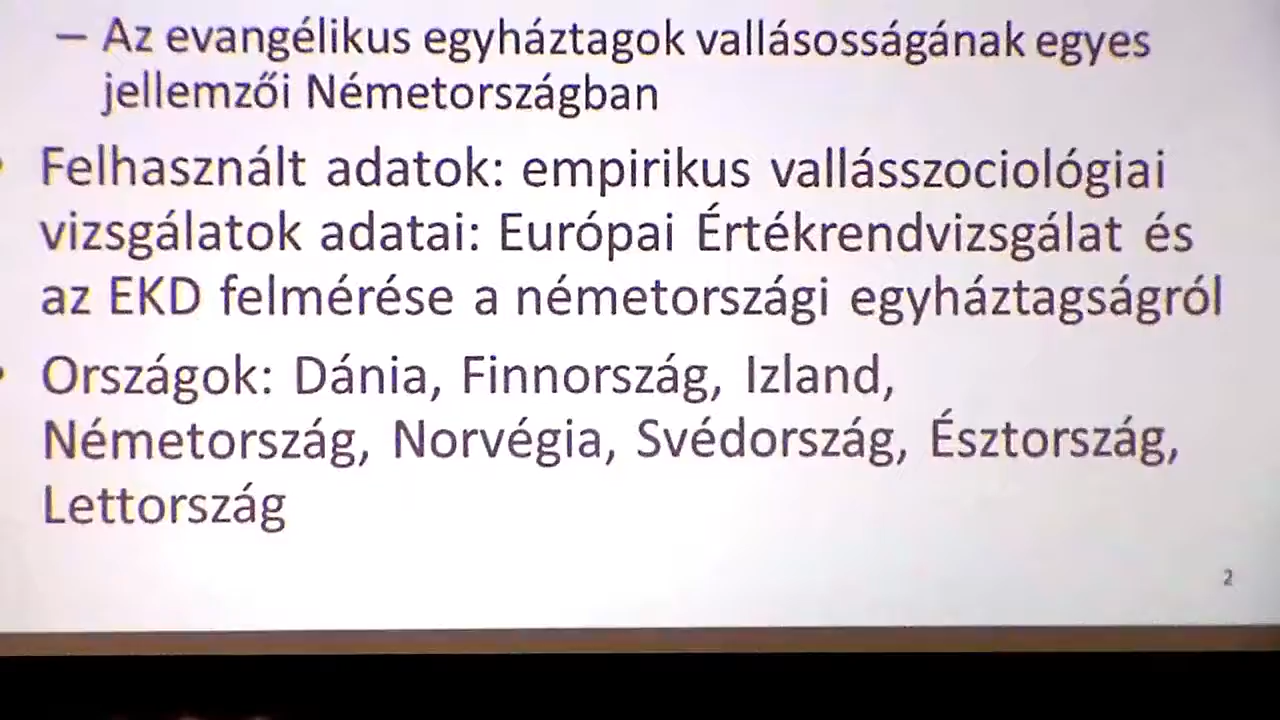 – Az evangélikus egyháztagok vallásosságának egyes
jellemzői Németországban
• Felhasznált adatok: empirikus vallásszociológiai
vizsgálatok adatai: Európai Értékrendvizsgálat és
az EKD felmérése a németországi egyháztagságról
• Országok: Dánia, Finnország, Izland,
Németország, Norvégia, Svédország, Észtország,
Lettország
2